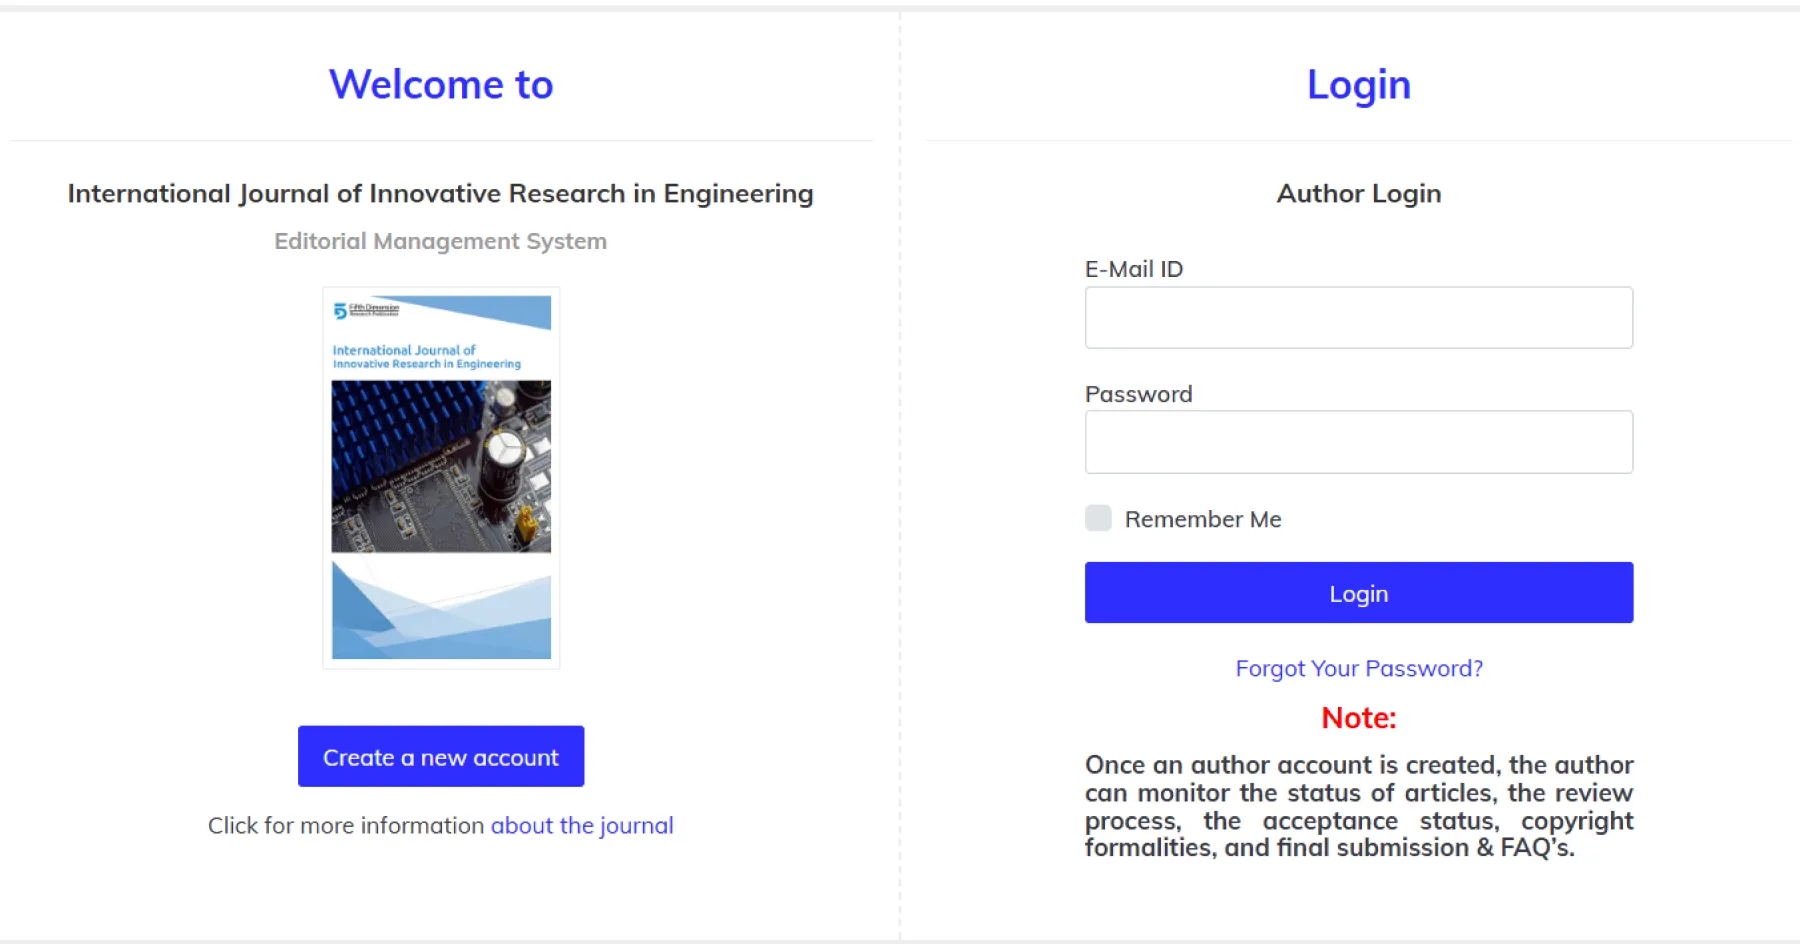 Welcome to
International Journal of Innovative Research in Engineering
Editorial Management System
Fifth Dimension
Research Publication
International Journal of
Innovative Research in Engineering
Create a new account
Click for more information about the journal
Login
Author Login
E-Mail ID
Password
Remember Me
Login
Forgot Your Password?
Note:
Once an author account is created, the author
can monitor the status of articles, the review
process, the acceptance status, copyright
formalities, and final submission & FAQ’s.